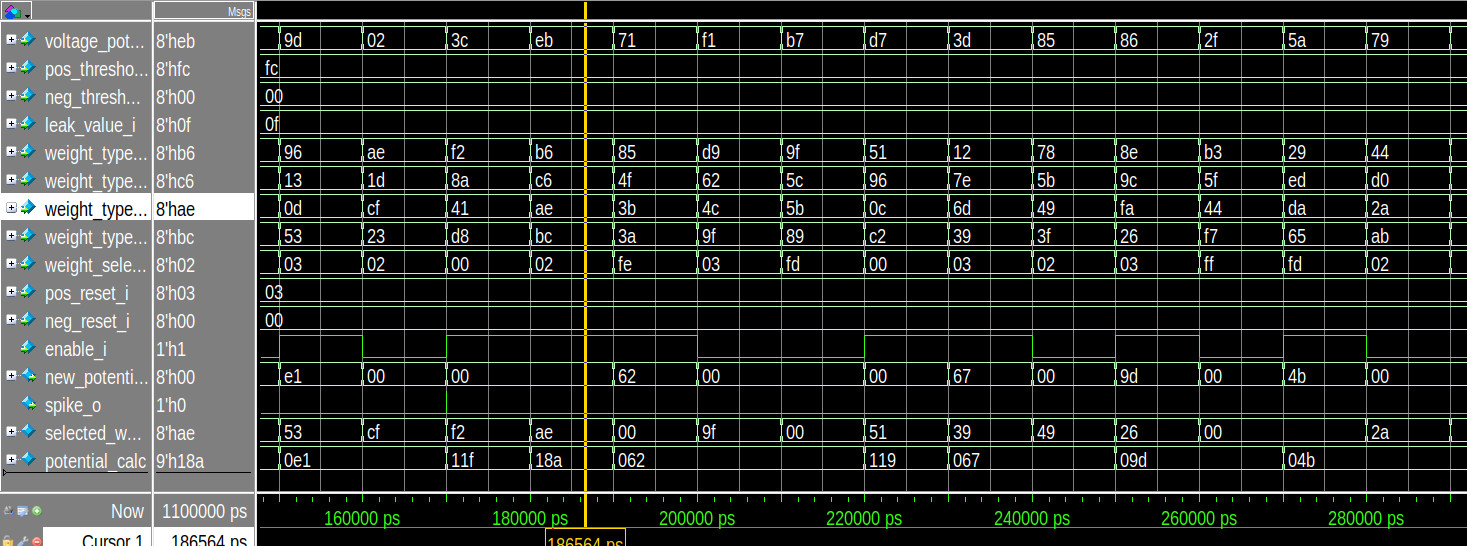 Msgs
voltage_pot... 8'heb 9d 02 3c eb 71 f1 b7 d7 3d 85 86 2f 5a 79
pos_thresho... 8'hfc fc
neg_thresh... 8'h00 00
leak_value_i 8'h0f 0f
weight_type... 8'hb6 96 ae f2 b6 85 d9 9f 51 12 78 8e b3 29 44
weight_type... 8'hc6 13 1d 8a c6 4f 62 5c 96 7e 5b 9c 5f ed d0
weight_type... 8'hae 0d cf 41 ae 3b 4c 5b 0c 6d 49 fa 44 da 2a
weight_type... 8'hbc 53 23 d8 bc 3a 9f 89 c2 39 3f 26 f7 65 ab
weight_sele... 8'h02 03 02 00 02 fe 03 fd 00 03 02 03 ff fd 02
pos_reset_i 8'h03 03
neg_reset_i 8'h00 00
enable_i 1'h1
new_potenti... 8'h00 e1 00 00 62 00 00 67 00 9d 00 4b 00
spike_o 1'h0
selected_w... 8'hae 53 cf f2 ae 00 9f 00 51 39 49 26 00 2a
potential_calc 9'h18a 0e1 11f 18a 062 119 067 09d 04b
Now 1100000 ps 160000 ps 180000 ps 200000 ps 220000 ps 240000 ps 260000 ps 280000 ps
Cursor 1 186564 ps 186564 ps